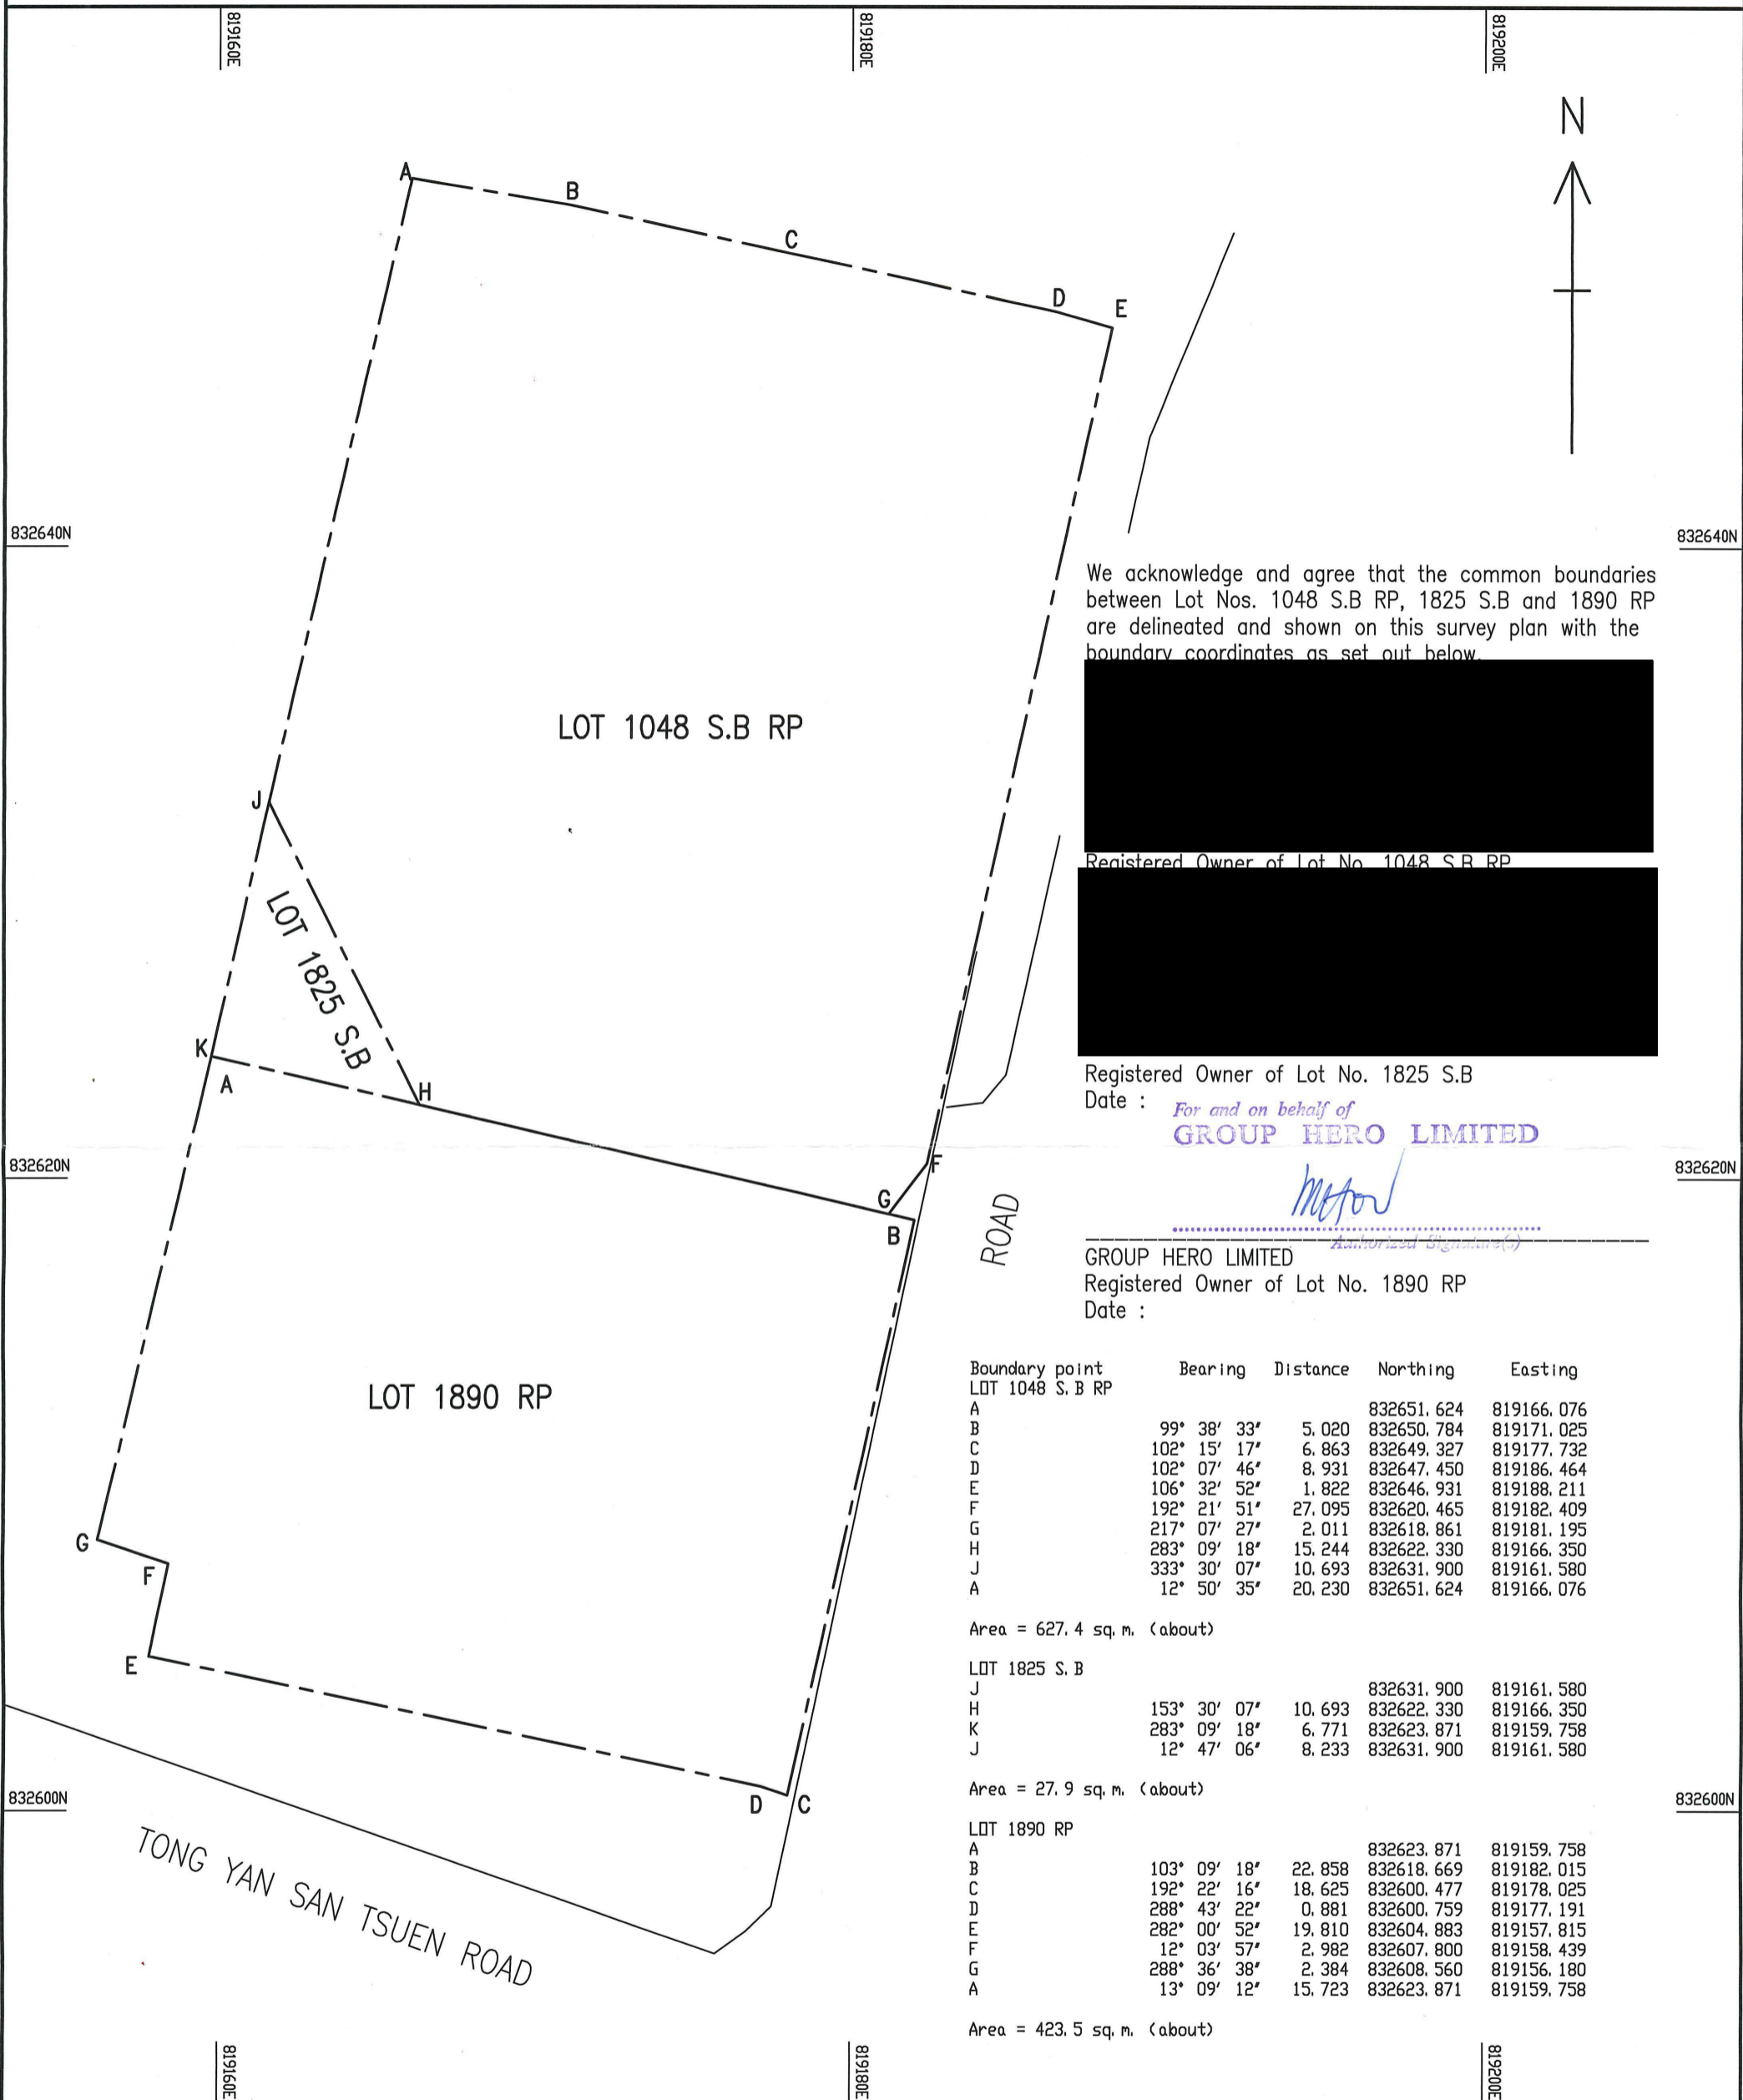 819160E
819180E
819200E
N
A
B
C
D
E
832640N
832640N
We acknowledge and agree that the common boundaries
between Lot Nos. 1048 S.B RP, 1825 S.B and 1890 RP
are delineated and shown on this survey plan with the
boundary coordinates as set out below.
LOT 1048 S.B RP
J
Registered Owner of Lot No. 1048 S.B RP
LOT 1825 S.B
K
A
H
Registered Owner of Lot No. 1825 S.B
Date :
For and on behalf of
GROUP HERO LIMITED
832620N
832620N
F
G
B
ROAD
Authorized Signature(s)
GROUP HERO LIMITED
Registered Owner of Lot No. 1890 RP
Date :
LOT 1890 RP
G
F
E
D
C
832600N
832600N
TONG YAN SAN TSUEN ROAD
Boundary point Bearing Distance Northing Easting
LOT 1048 S.B RP
A 832651.624 819166.076
B 99° 38' 33" 5.020 832650.784 819171.025
C 102° 15' 17" 6.863 832649.327 819177.732
D 102° 07' 46" 8.931 832647.450 819186.464
E 106° 32' 52" 1.822 832646.931 819188.211
F 192° 21' 51" 27.095 832620.465 819182.409
G 217° 07' 27" 2.011 832618.861 819181.195
H 283° 09' 18" 15.244 832622.330 819166.350
J 333° 30' 07" 10.693 832631.900 819161.580
A 12° 50' 35" 20.230 832651.624 819166.076
Area = 627.4 sq.m. (about)
LOT 1825 S.B
J 832631.900 819161.580
H 153° 30' 07" 10.693 832622.330 819166.350
K 283° 09' 18" 6.771 832623.871 819159.758
J 12° 47' 06" 8.233 832631.900 819161.580
Area = 27.9 sq.m. (about)
LOT 1890 RP
A 832623.871 819159.758
B 103° 09' 18" 22.858 832618.669 819182.015
C 192° 22' 16" 18.625 832600.477 819178.025
D 288° 43' 22" 0.881 832600.759 819177.191
E 282° 00' 52" 19.810 832604.883 819157.815
F 12° 03' 57" 2.982 832607.800 819158.439
G 288° 36' 38" 2.384 832608.560 819156.180
A 13° 09' 12" 15.723 832623.871 819159.758
Area = 423.5 sq.m. (about)
819160E
819180E
819200E